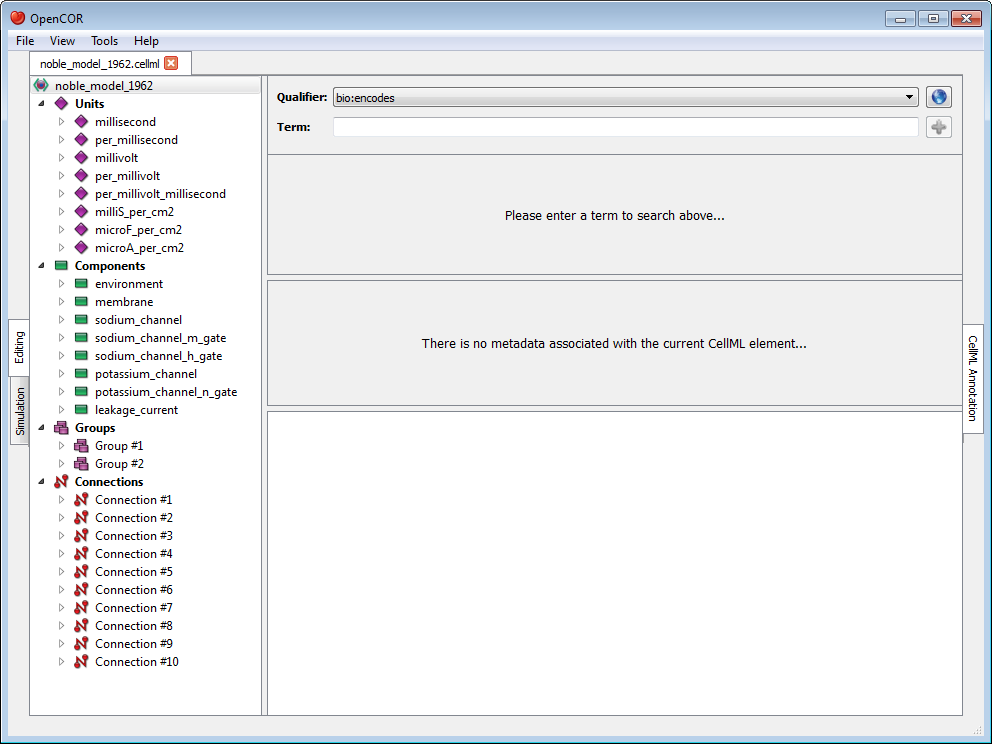 OpenCOR
File View Tools Help
noble_model_1962.cellml
noble_model_1962
Units
millisecond
per_millisecond
millivolt
per_millivolt
per_millivolt_millisecond
milliS_per_cm2
microF_per_cm2
microA_per_cm2
Components
environment
membrane
sodium_channel
sodium_channel_m_gate
sodium_channel_h_gate
potassium_channel
potassium_channel_n_gate
leakage_current
Groups
Group #1
Group #2
Connections
Connection #1
Connection #2
Connection #3
Connection #4
Connection #5
Connection #6
Connection #7
Connection #8
Connection #9
Connection #10
Editing
Simulation
Qualifier: bio:encodes
Term:
Please enter a term to search above...
There is no metadata associated with the current CellML element...
CellML Annotation